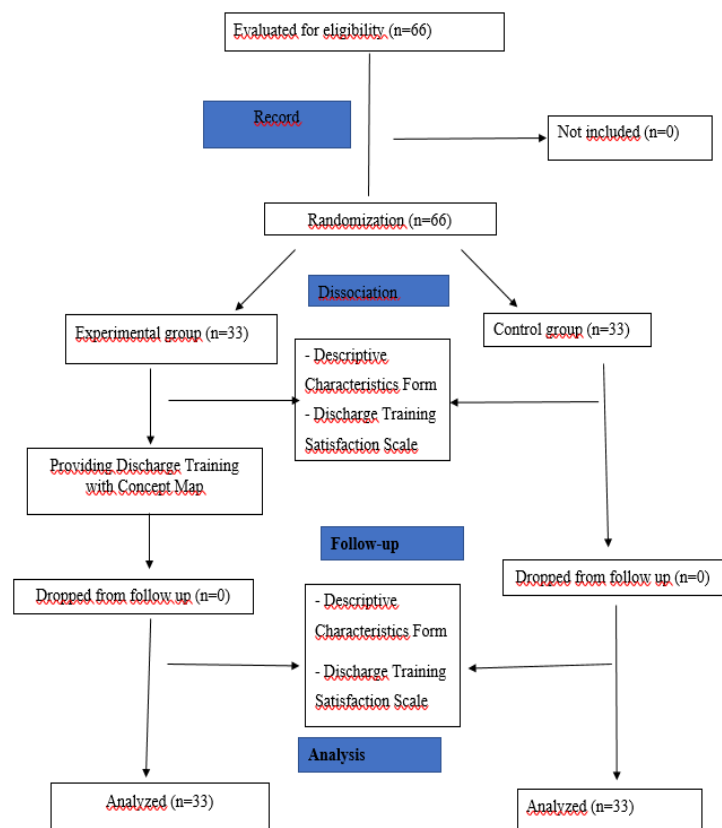 Evaluated for eligibility (n=66)
Record
Not included (n=0)
Randomization (n=66)
Dissociation
Experimental group (n=33)
Control group (n=33)
- Descriptive
Characteristics Form
- Discharge Training
Satisfaction Scale
Providing Discharge Training
with Concept Map
Follow-up
Dropped from follow up (n=0)
Dropped from follow up (n=0)
- Descriptive
Characteristics Form
- Discharge Training
Satisfaction Scale
Analysis
Analyzed (n=33)
Analyzed (n=33)